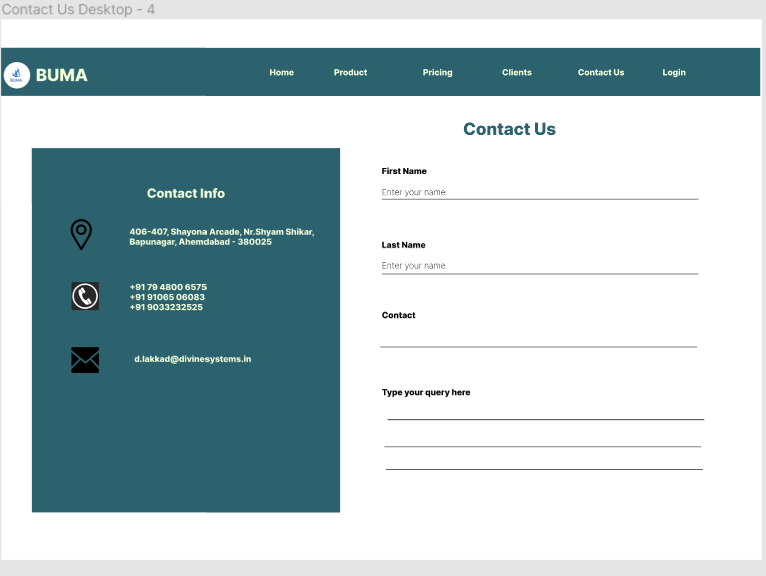 Contact Us Desktop - 4
BUMA
BUMA
Home
Product
Pricing
Clients
Contact Us
Login
Contact Us
Contact Info
406-407, Shayona Arcade, Nr.Shyam Shikar,
Bapunagar, Ahemdabad - 380025
+91 79 4800 6575
+91 91065 06083
+91 9033232525
d.lakkad@divinesystems.in
First Name
Enter your name
Last Name
Enter your name
Contact
Type your query here